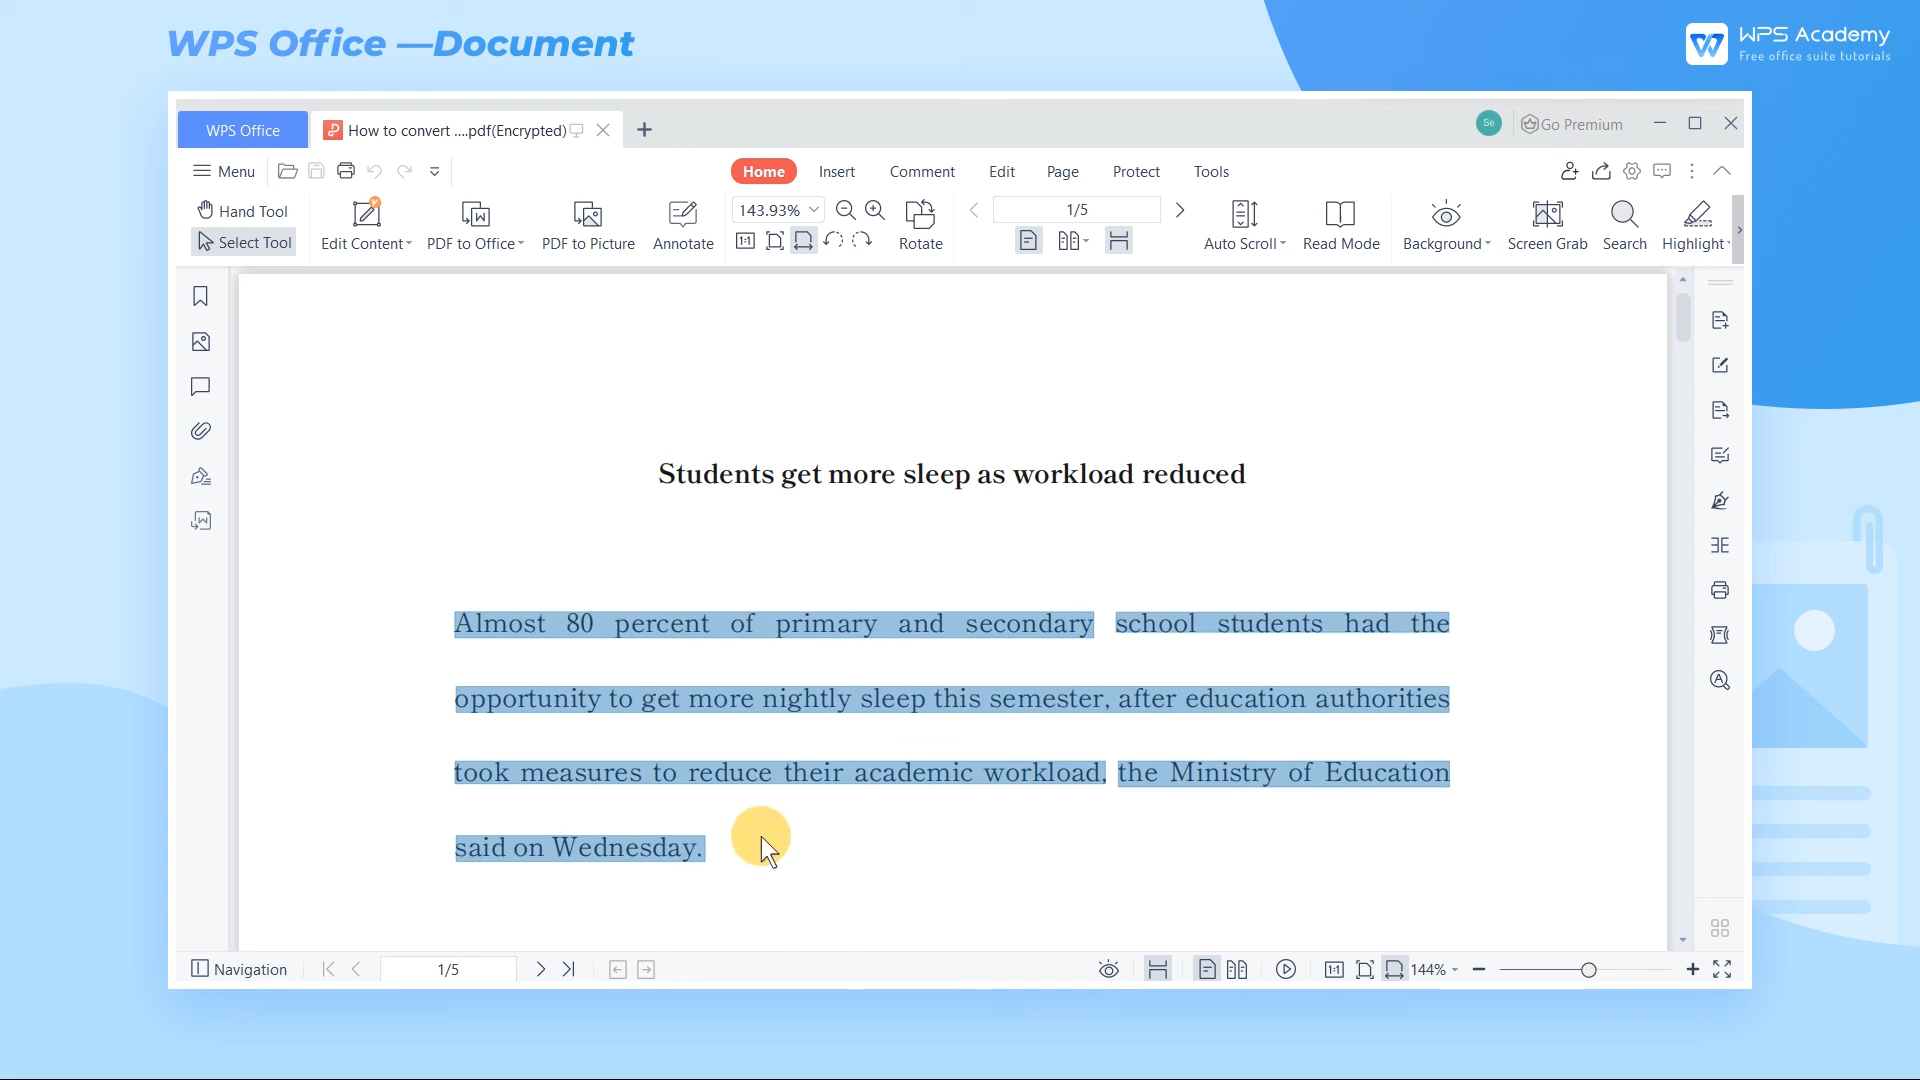 WPS Office —Document
WPS Academy
Free office suite tutorials
WPS Office
How to convert ....pdf(Encrypted)
Se
Go Premium
Menu
Home
Insert
Comment
Edit
Page
Protect
Tools
Hand Tool
Select Tool
Edit Content
PDF to Office
PDF to Picture
Annotate
143.93%
1:1
Rotate
1/5
Auto Scroll
Read Mode
Background
Screen Grab
Search
Highlight
Students get more sleep as workload reduced
Almost 80 percent of primary and secondary school students had the
opportunity to get more nightly sleep this semester, after education authorities
took measures to reduce their academic workload, the Ministry of Education
said on Wednesday.
Navigation
1/5
1:1
144%